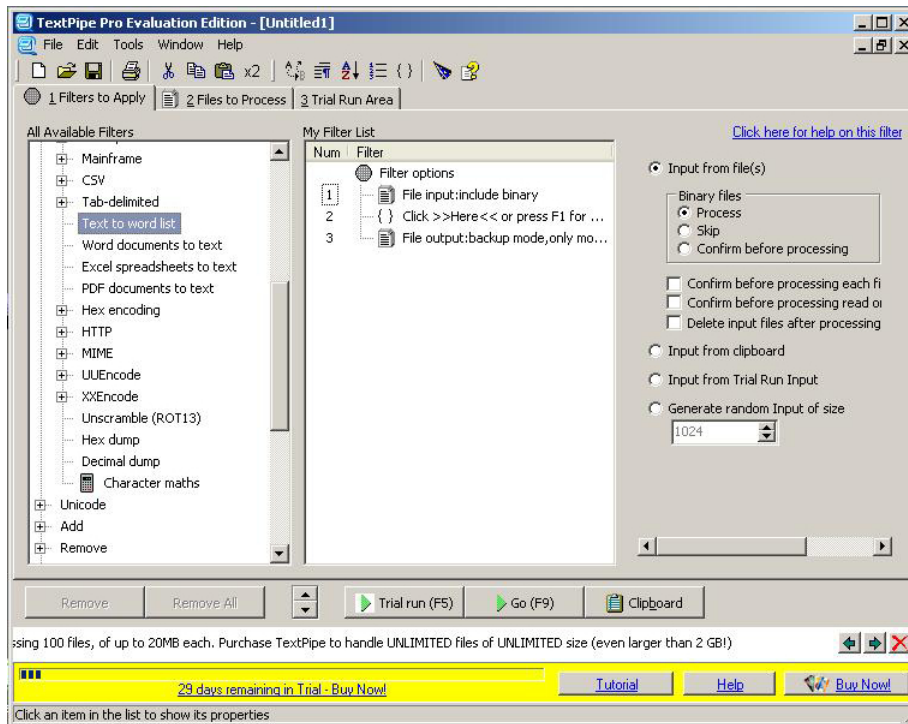 TextPipe Pro Evaluation Edition - [Untitled1]
File Edit Tools Window Help
x2
1 Filters to Apply 2 Files to Process 3 Trial Run Area
All Available Filters
Mainframe
CSV
Tab-delimited
Text to word list
Word documents to text
Excel spreadsheets to text
PDF documents to text
Hex encoding
HTTP
MIME
UUEncode
XXEncode
Unscramble (ROT13)
Hex dump
Decimal dump
Character maths
Unicode
Add
Remove
My Filter List
Num Filter
Filter options
1 File input:include binary
2 { } Click >>Here<< or press F1 for ...
3 File output:backup mode,only mo...
Click here for help on this filter
Input from file(s)
Binary files
Process
Skip
Confirm before processing
Confirm before processing each fi
Confirm before processing read or
Delete input files after processing
Input from clipboard
Input from Trial Run Input
Generate random Input of size
1024
Remove Remove All Trial run (F5) Go (F9) Clipboard
ssing 100 files, of up to 20MB each. Purchase TextPipe to handle UNLIMITED files of UNLIMITED size (even larger than 2 GB!)
29 days remaining in Trial - Buy Now! Tutorial Help Buy Now!
Click an item in the list to show its properties